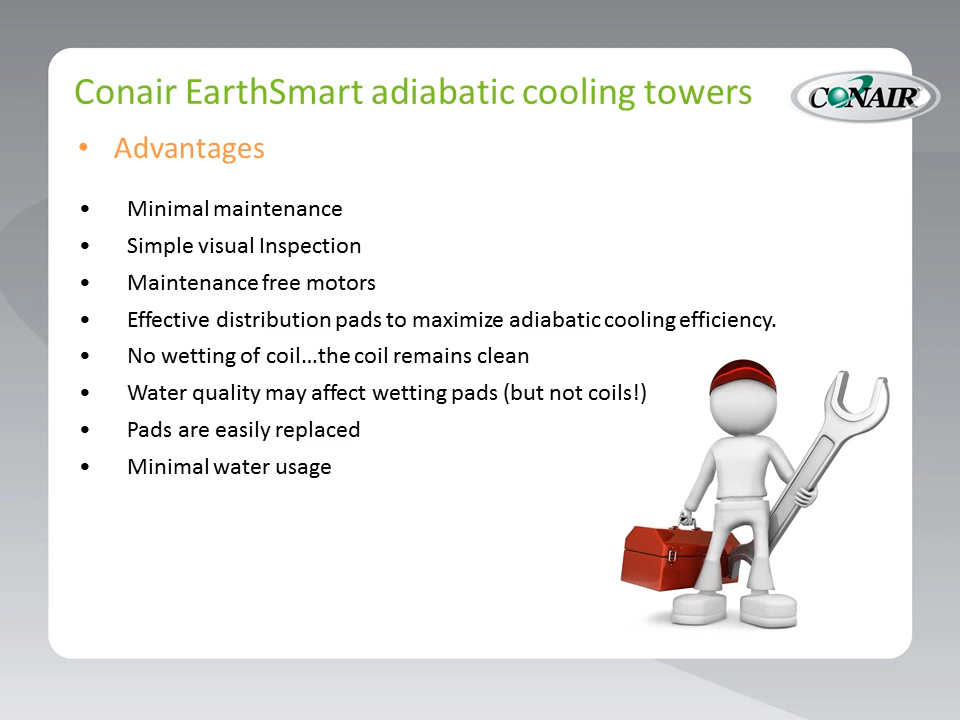 Conair EarthSmart adiabatic cooling towers
CONAIR
• Advantages
• Minimal maintenance
• Simple visual Inspection
• Maintenance free motors
• Effective distribution pads to maximize adiabatic cooling efficiency.
• No wetting of coil...the coil remains clean
• Water quality may affect wetting pads (but not coils!)
• Pads are easily replaced
• Minimal water usage